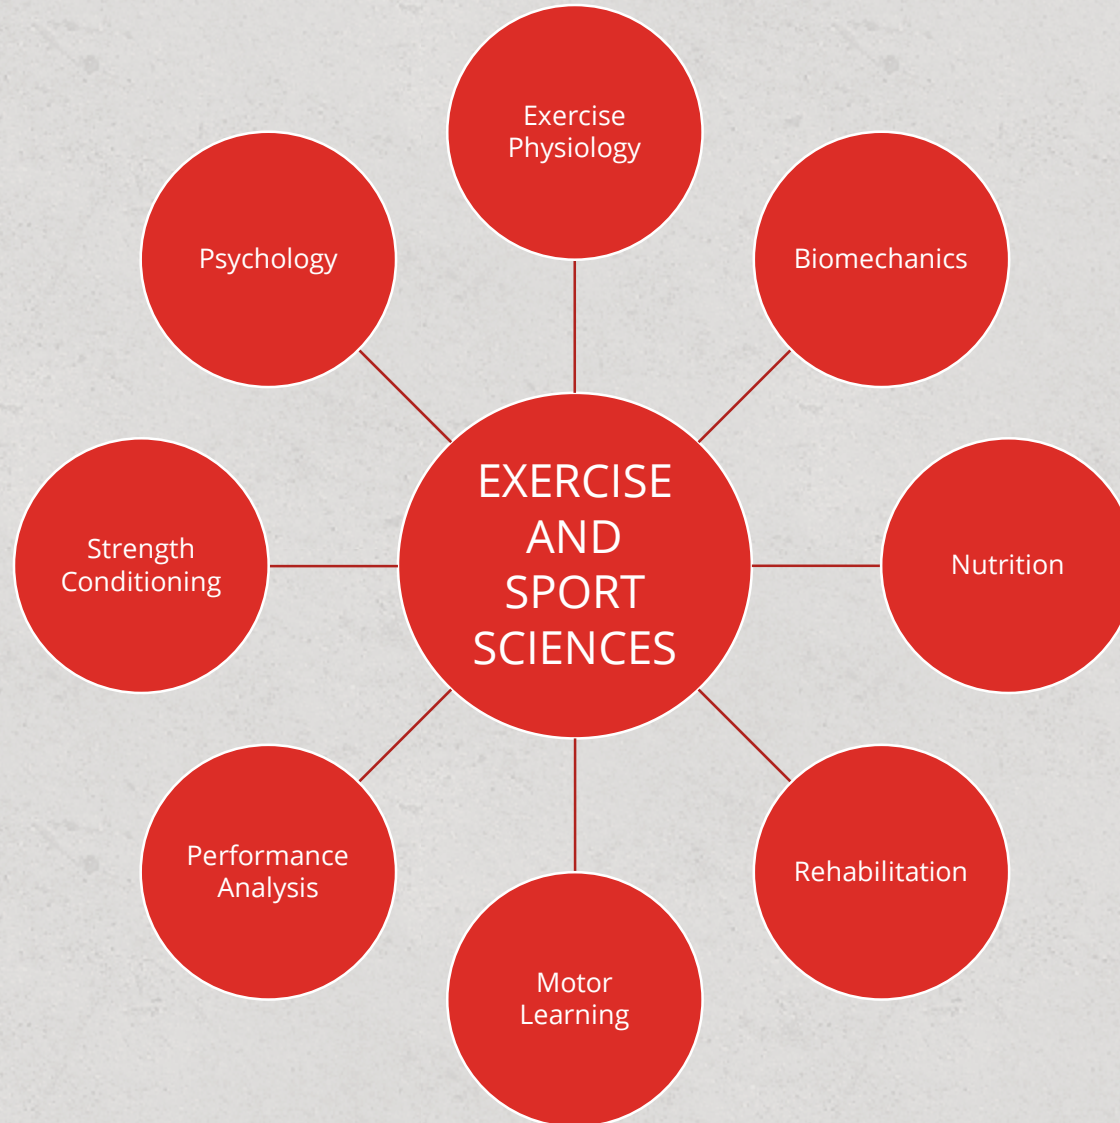 Exercise
Physiology
Psychology
Biomechanics
EXERCISE
AND
SPORT
SCIENCES
Strength
Conditioning
Nutrition
Performance
Analysis
Rehabilitation
Motor
Learning